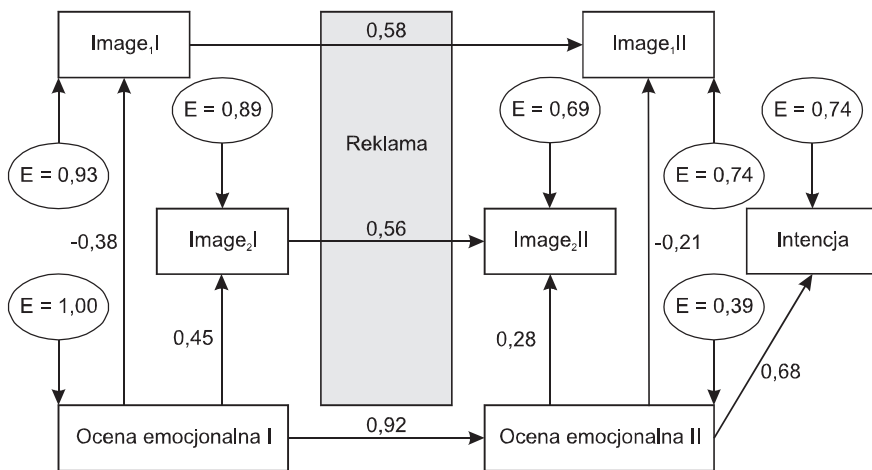 Image₁I
0,58
Image₁II
E = 0,89
E = 0,69
E = 0,74
Reklama
E = 0,93
E = 0,74
-0,38
Image₂I
0,56
Image₂II
-0,21
Intencja
E = 1,00
E = 0,39
0,45
0,28
0,68
Ocena emocjonalna I
0,92
Ocena emocjonalna II